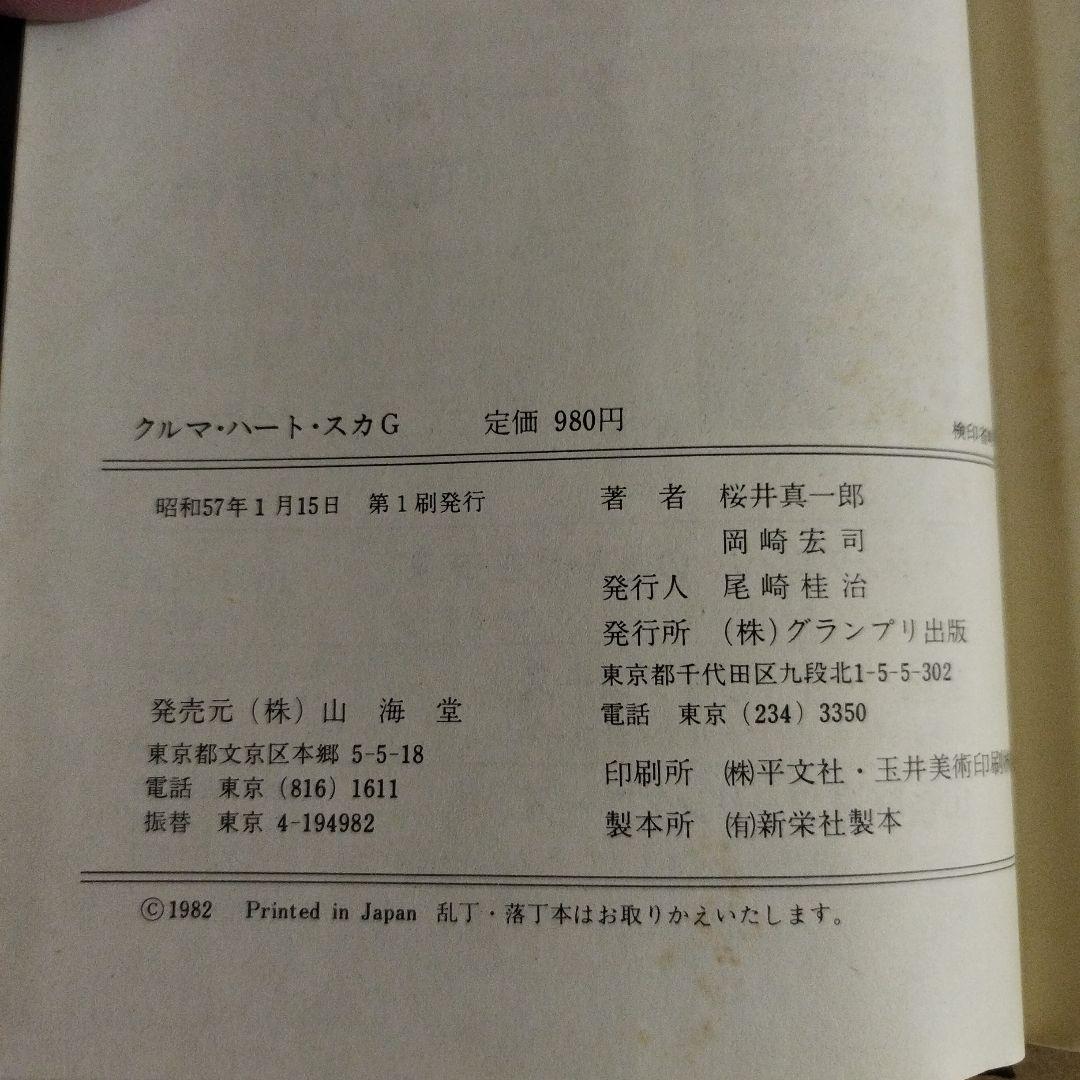 クルマ・ハート・スカG 定価 980円
検印省
昭和57年1月15日 第1刷発行
著者 桜井真一郎
岡崎宏司
発行人 尾崎桂治
発行所 (株)グランプリ出版
東京都千代田区九段北1-5-5-302
電話 東京(234)3350
印刷所 ㈱平文社・玉井美術印刷
製本所 ㈲新栄社製本
発売元(株)山海堂
東京都文京区本郷 5-5-18
電話 東京(816)1611
振替 東京 4-194982
©1982 Printed in Japan 乱丁・落丁本はお取りかえいたします。